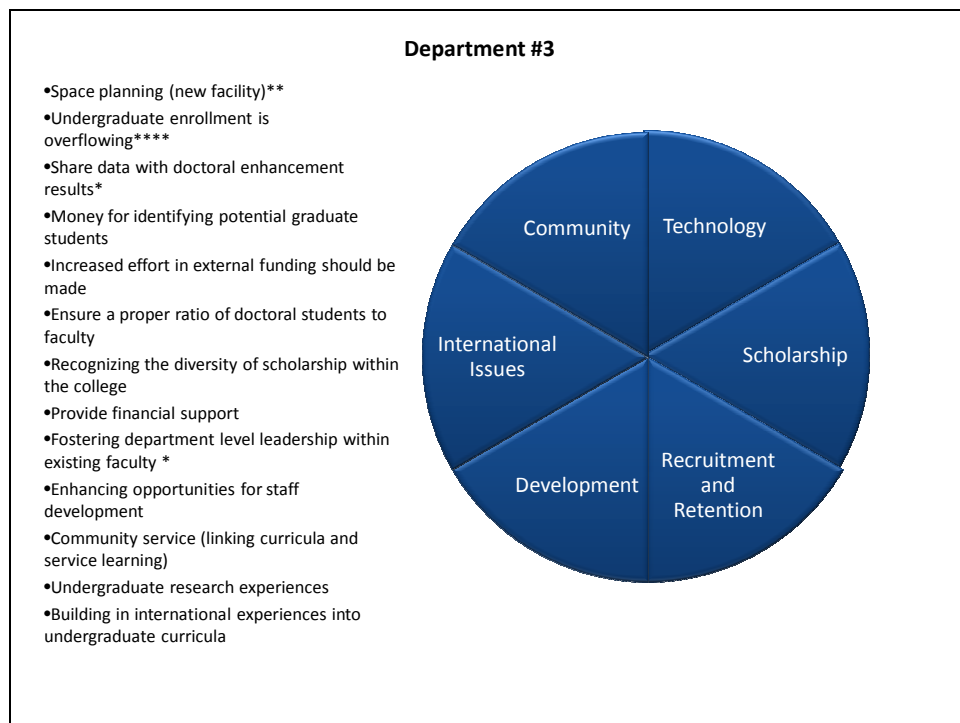 Department #3
•Space planning (new facility)**
•Undergraduate enrollment is
overflowing****
•Share data with doctoral enhancement
results*
•Money for identifying potential graduate
students
•Increased effort in external funding should be
made
•Ensure a proper ratio of doctoral students to
faculty
•Recognizing the diversity of scholarship within
the college
•Provide financial support
•Fostering department level leadership within
existing faculty *
•Enhancing opportunities for staff
development
•Community service (linking curricula and
service learning)
•Undergraduate research experiences
•Building in international experiences into
undergraduate curricula
Community
Technology
International
Issues
Scholarship
Development
Recruitment
and
Retention